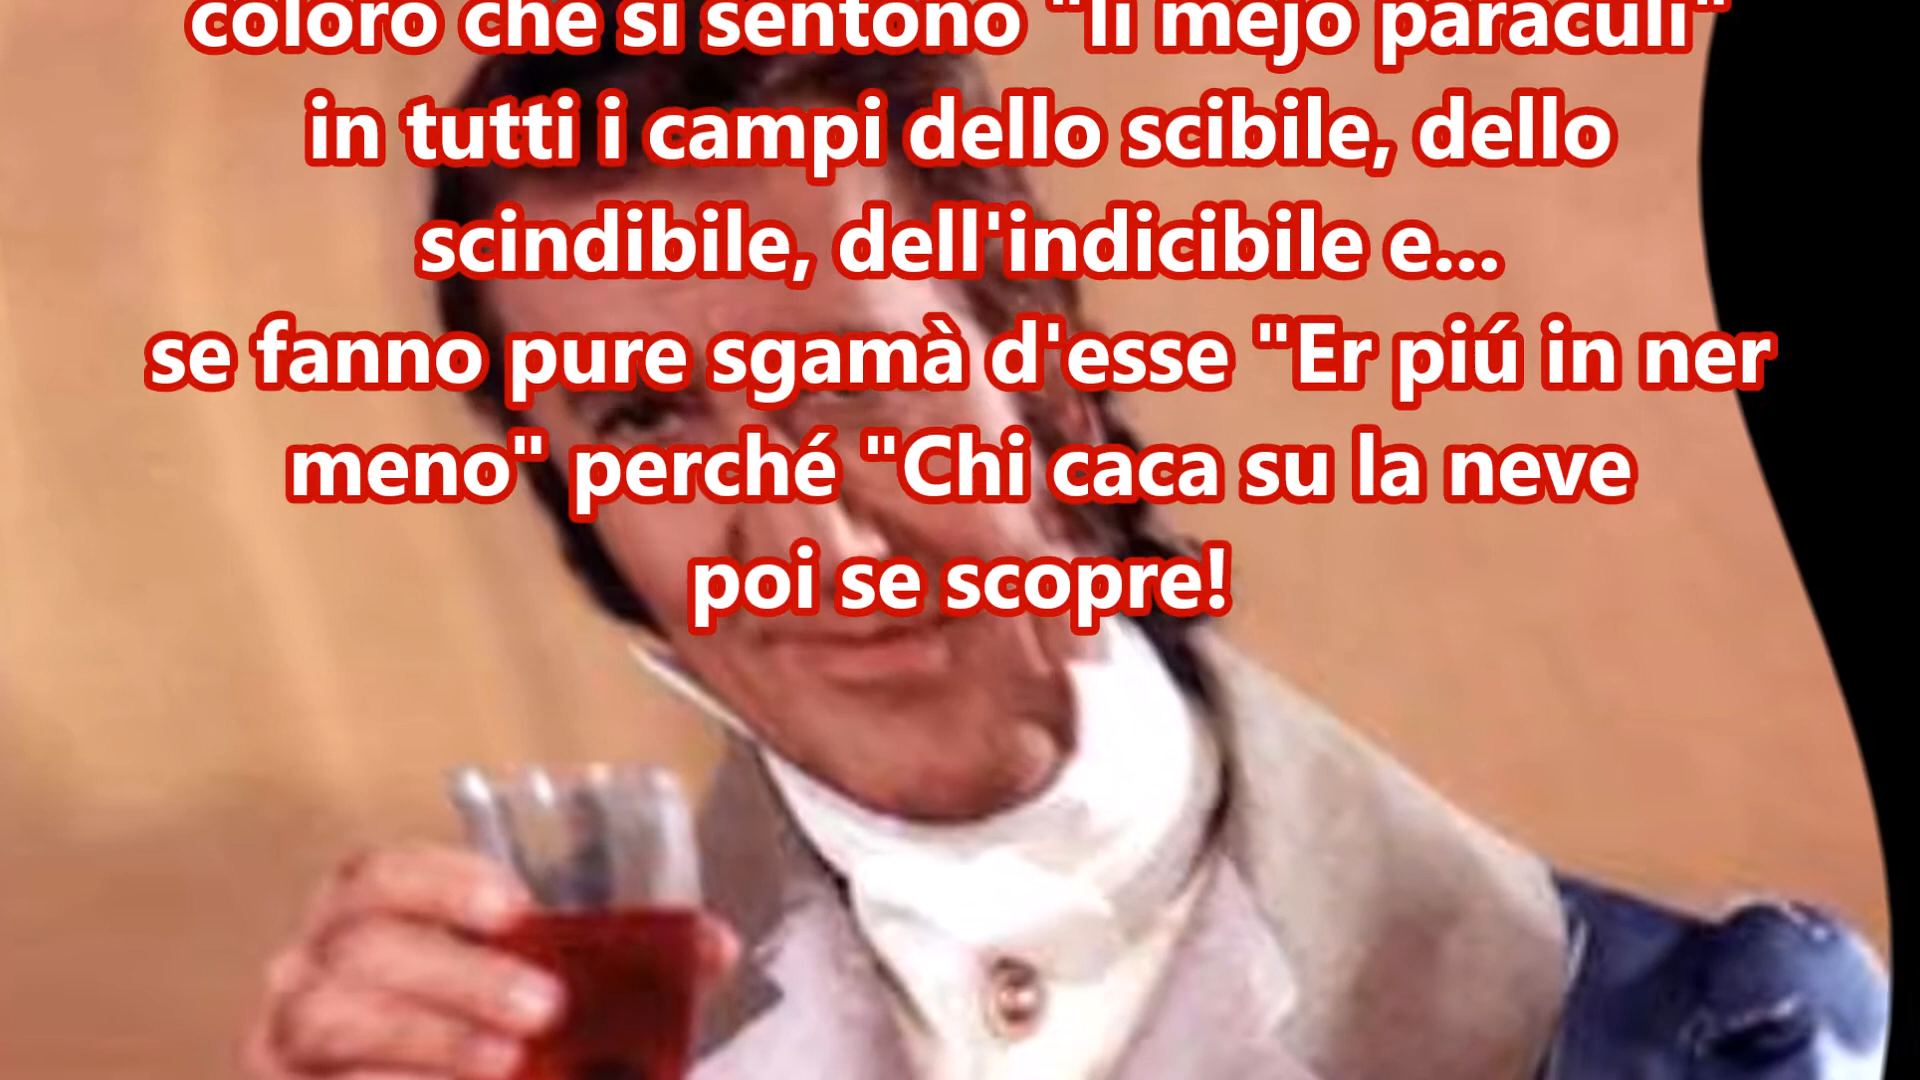 coloro che si sentono "li mejo paraculi"
in tutti i campi dello scibile, dello
scindibile, dell'indicibile e...
se fanno pure sgamà d'esse "Er piú in ner
meno" perché "Chi caca su la neve
poi se scopre!